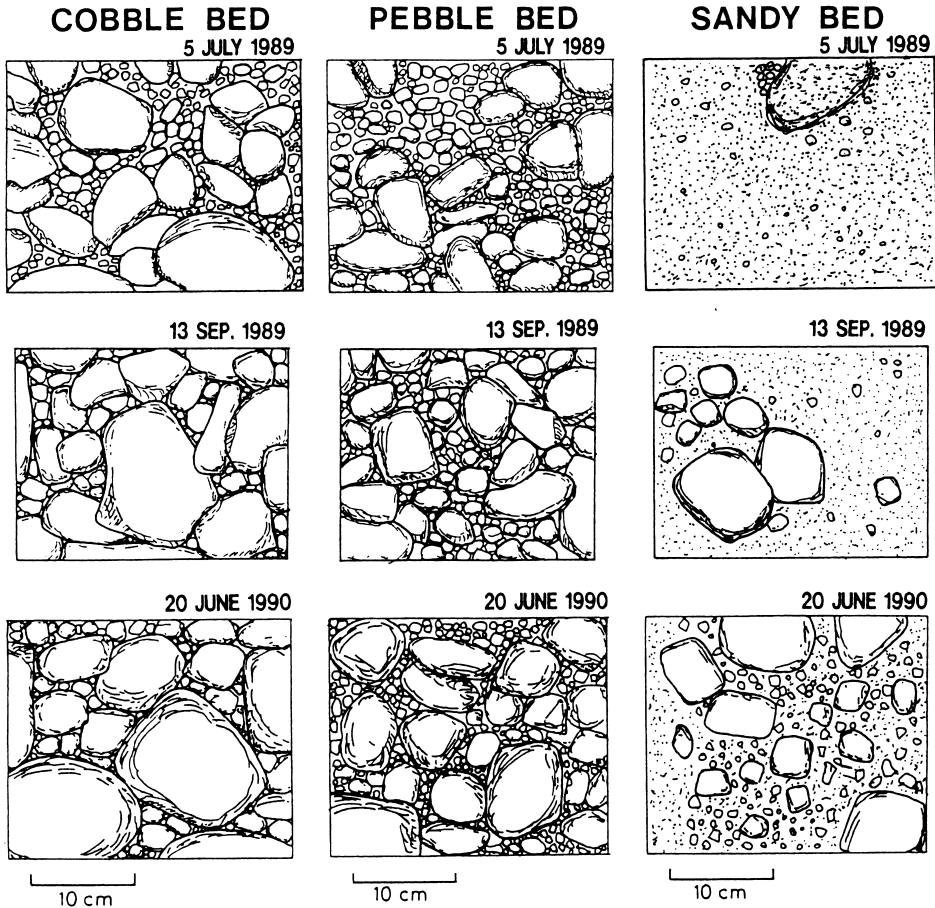 COBBLE BED PEBBLE BED SANDY BED
5 JULY 1989 5 JULY 1989 5 JULY 1989
13 SEP. 1989 13 SEP. 1989 13 SEP. 1989
20 JUNE 1990 20 JUNE 1990 20 JUNE 1990
10 cm 10 cm 10 cm